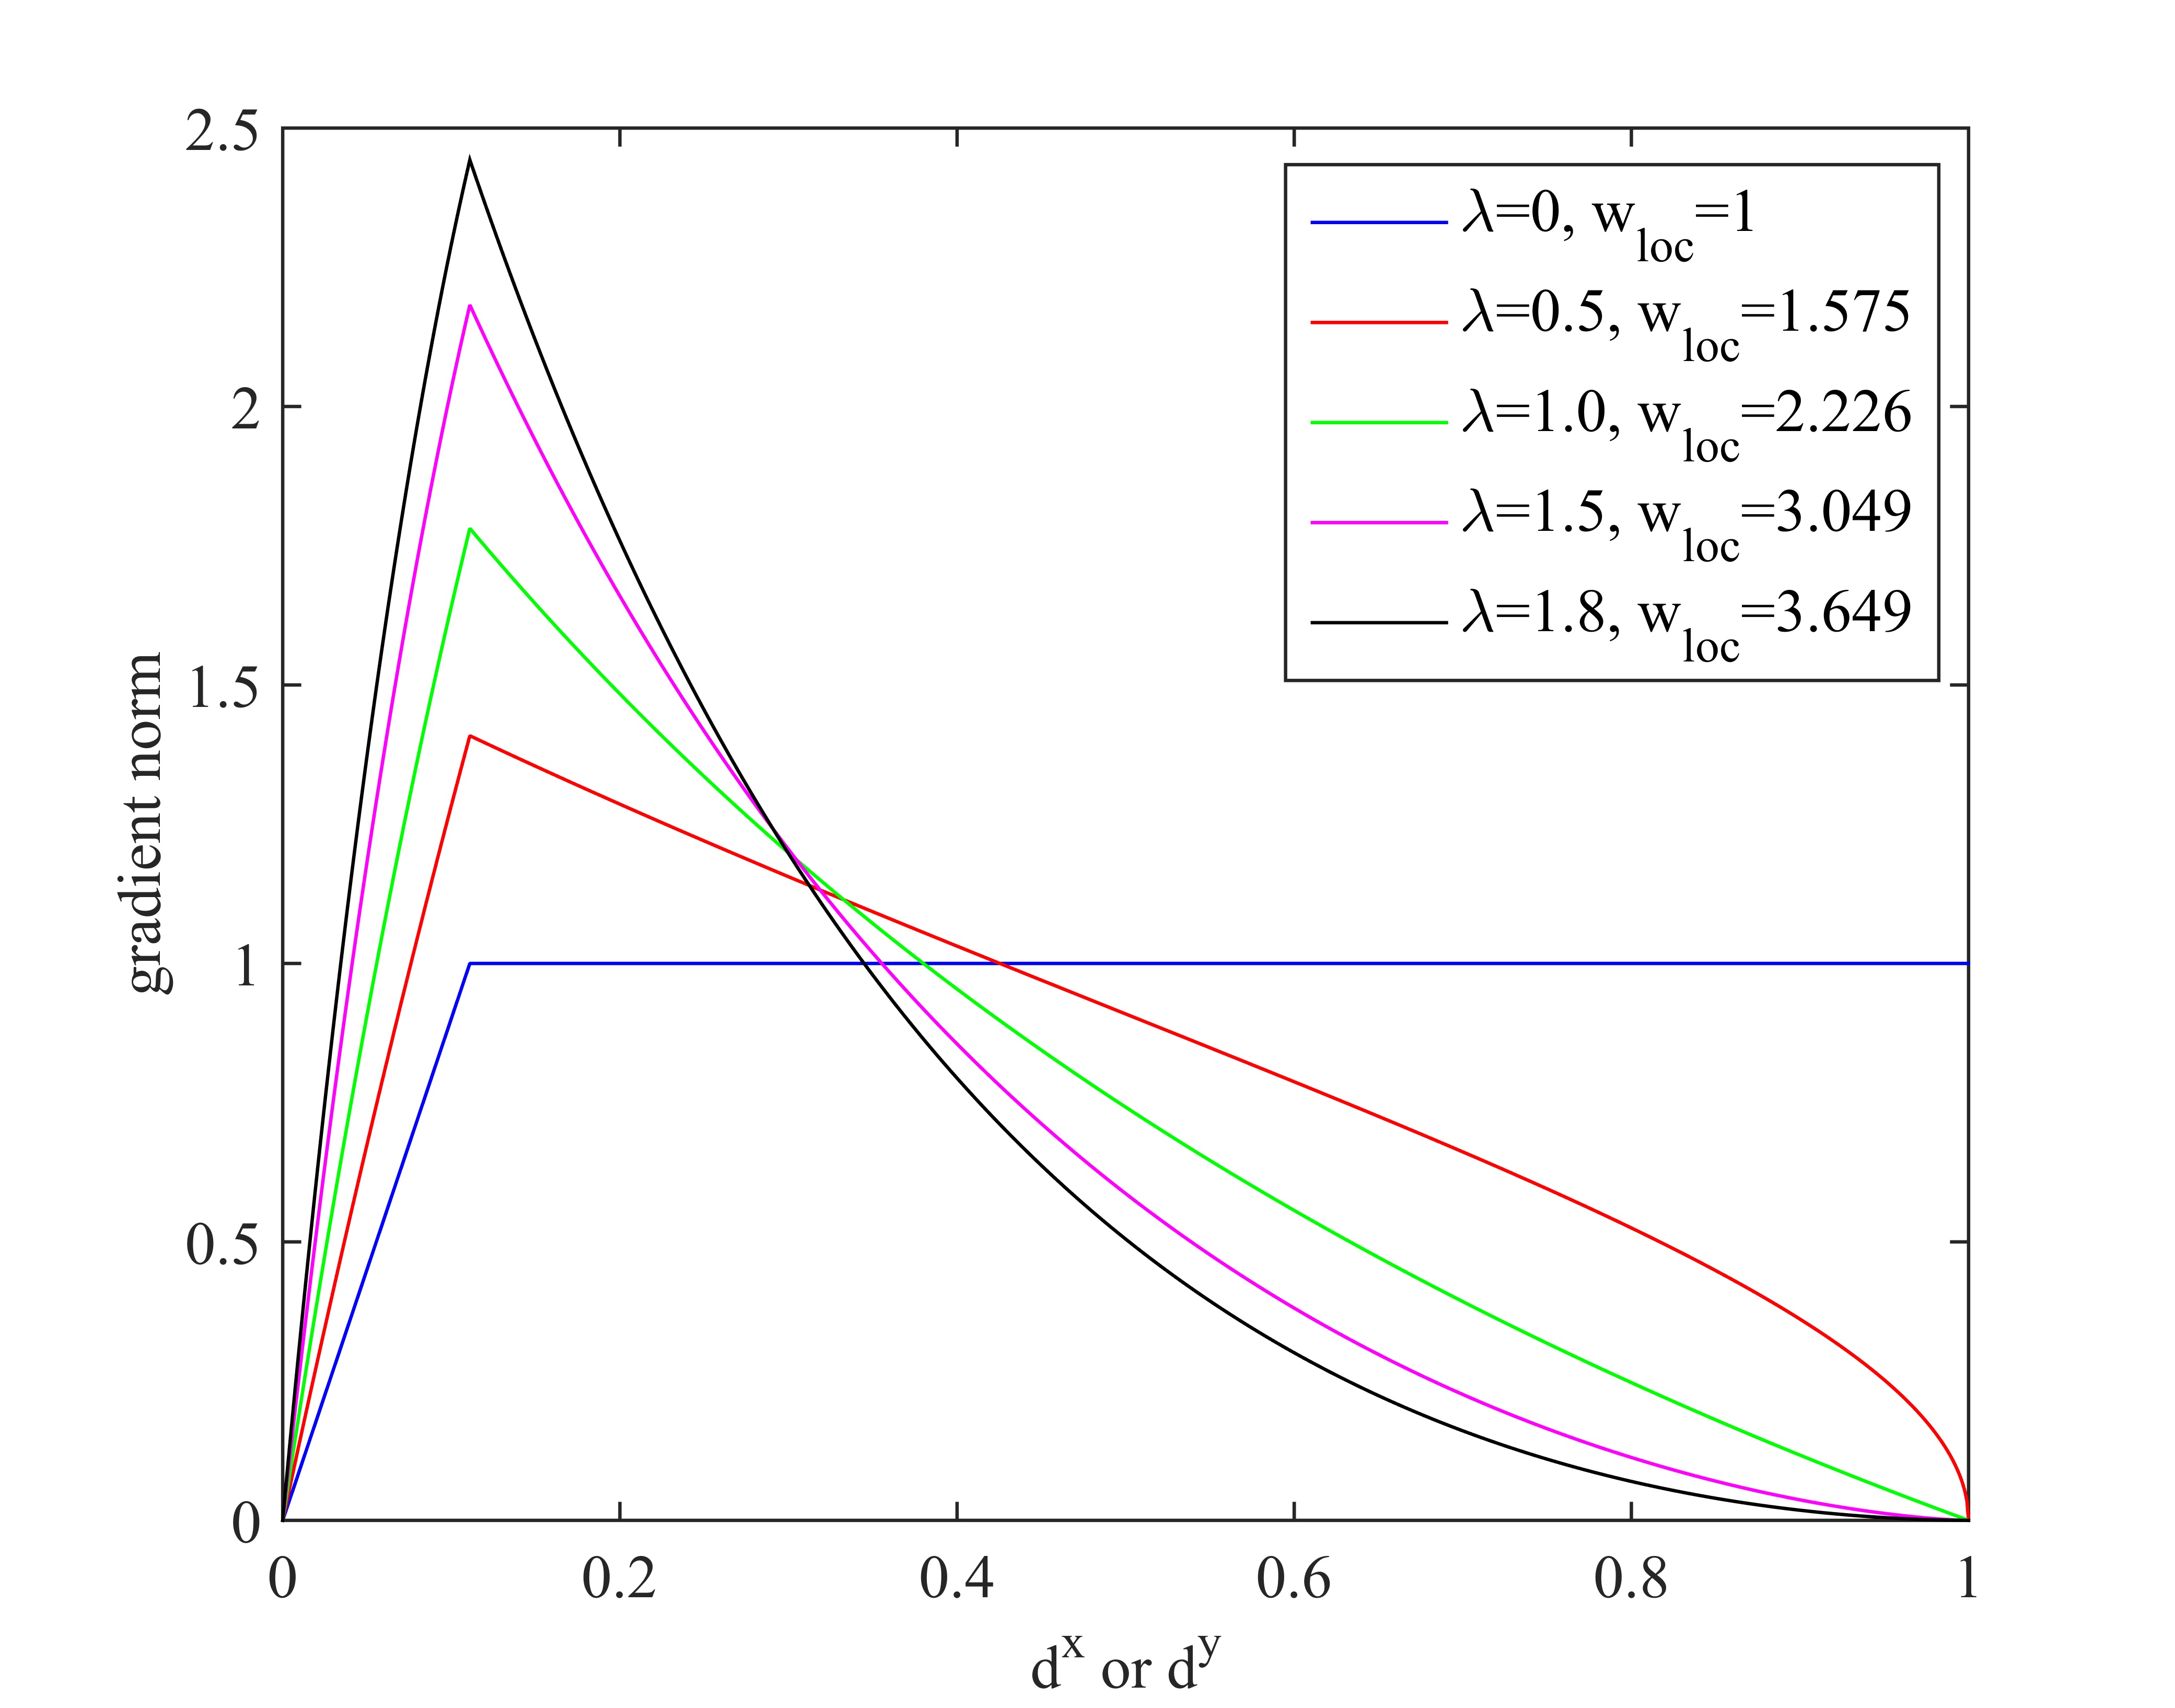 2.5
2
1.5
1
0.5
0
gradient norm
λ=0, w_loc=1
λ=0.5, w_loc=1.575
λ=1.0, w_loc=2.226
λ=1.5, w_loc=3.049
λ=1.8, w_loc=3.649
0 0.2 0.4 0.6 0.8 1
d^x or d^y